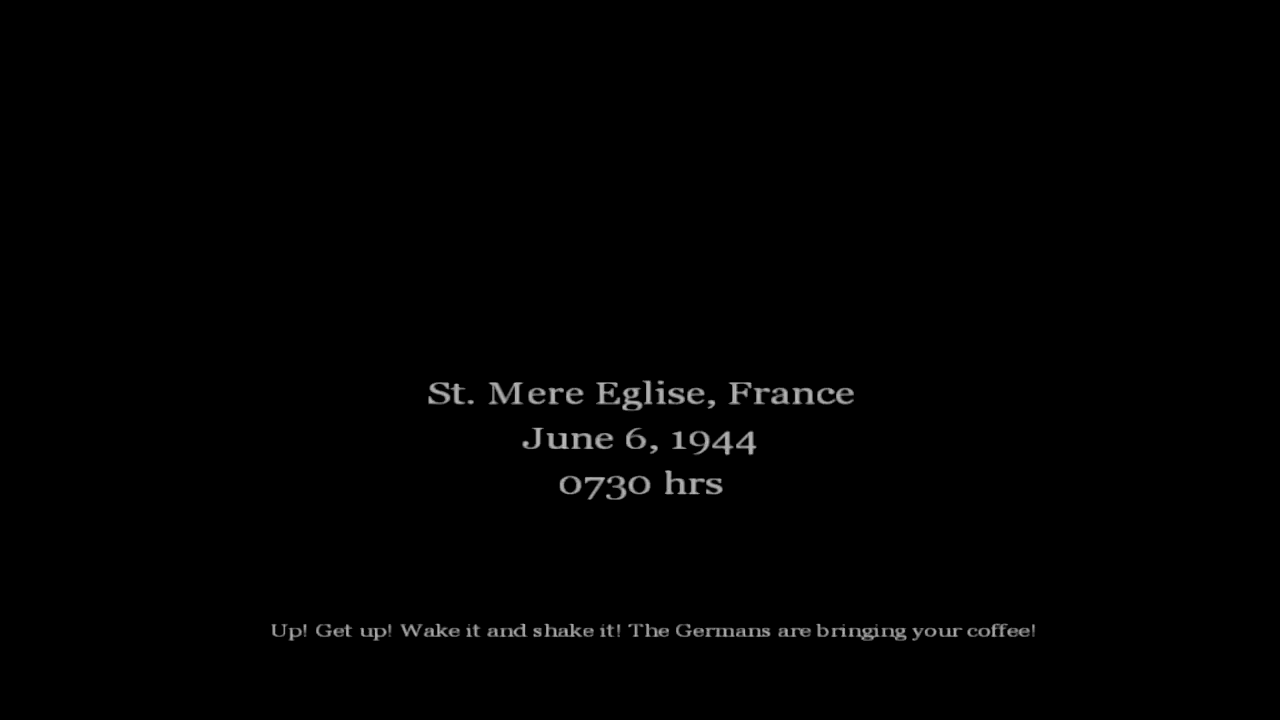 St. Mere Eglise, France
June 6, 1944
0730 hrs
Up! Get up! Wake it and shake it! The Germans are bringing your coffee!